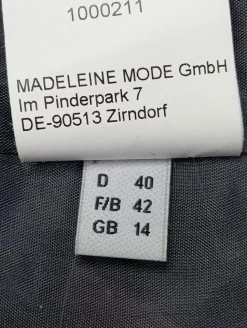 1000211
MADELEINE MODE GmbH
Im Pinderpark 7
DE-90513 Zirndorf
D 40
F/B 42
GB 14